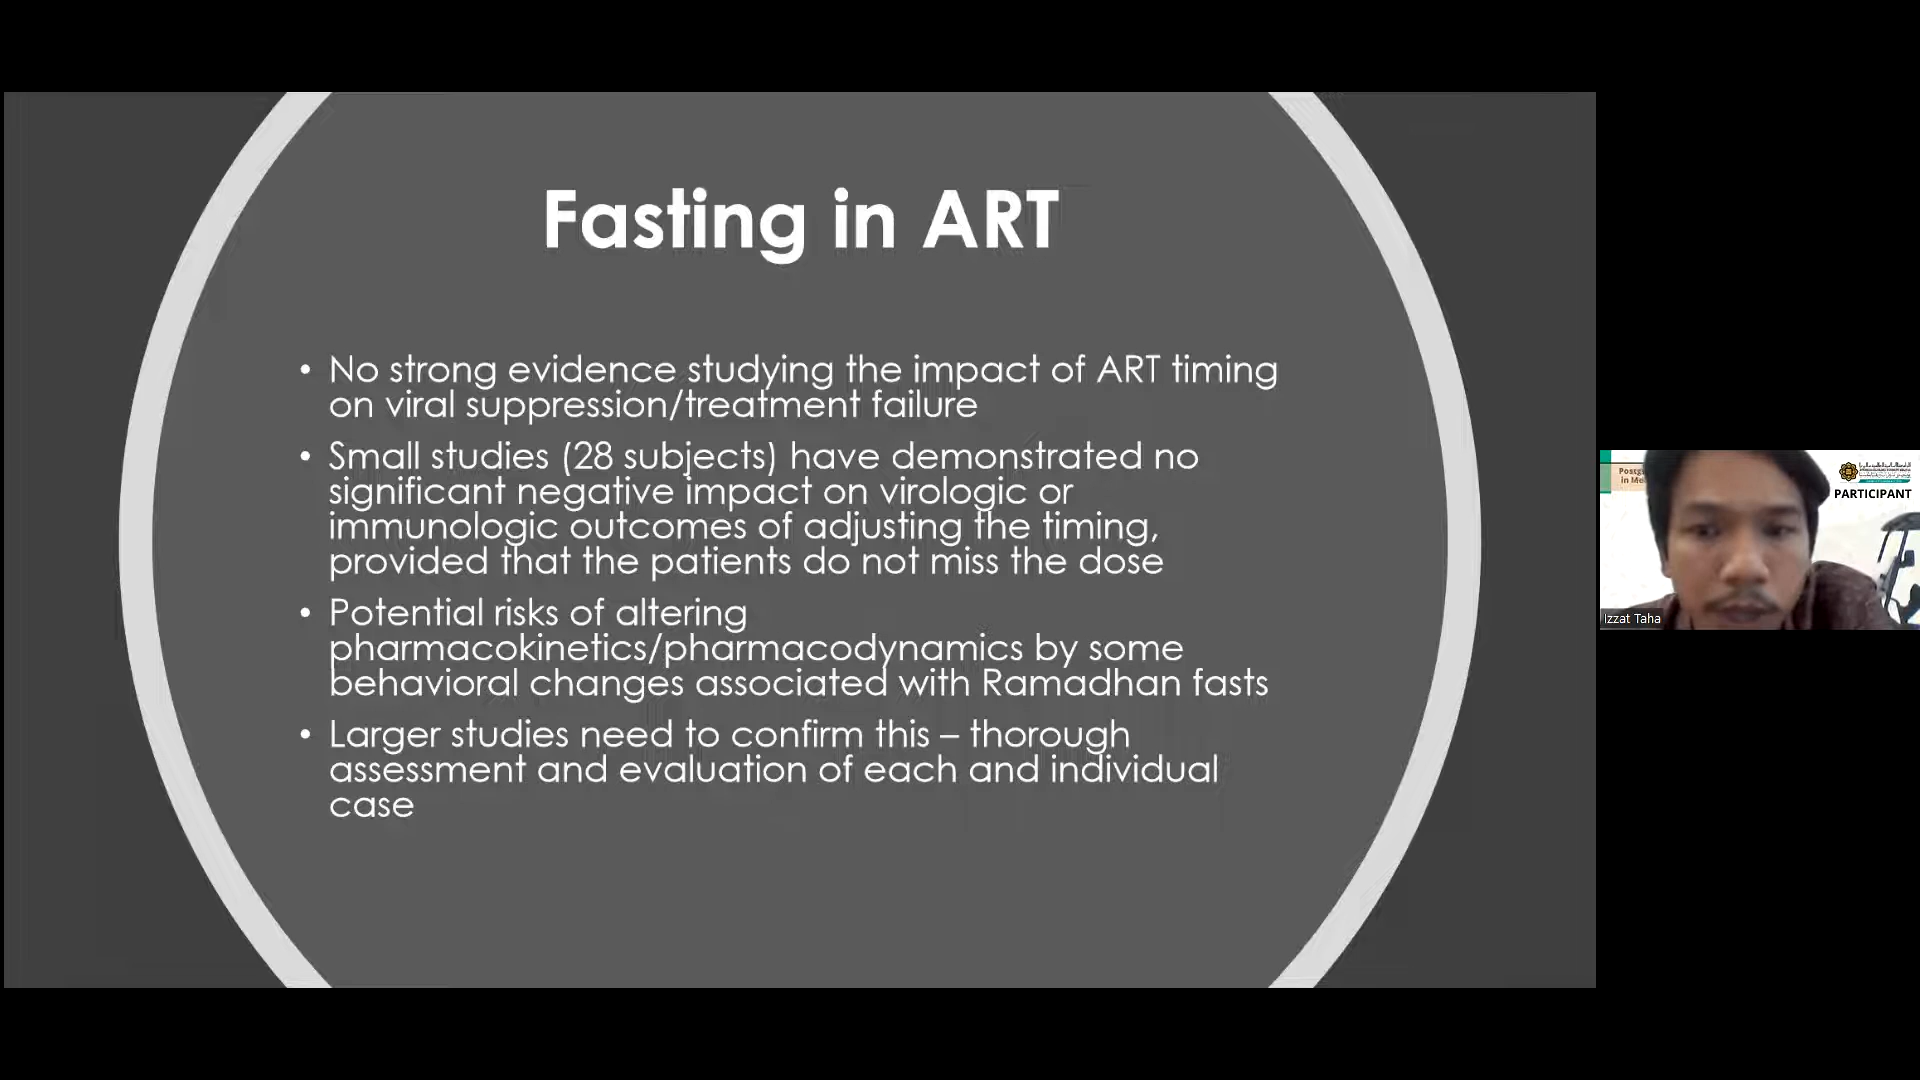 Fasting in ART
• No strong evidence studying the impact of ART timing
on viral suppression/treatment failure
• Small studies (28 subjects) have demonstrated no
significant negative impact on virologic or
immunologic outcomes of adjusting the timing,
provided that the patients do not miss the dose
• Potential risks of altering
pharmacokinetics/pharmacodynamics by some
behavioral changes associated with Ramadhan fasts
• Larger studies need to confirm this – thorough
assessment and evaluation of each and individual
case
PARTICIPANT
Izzat Taha